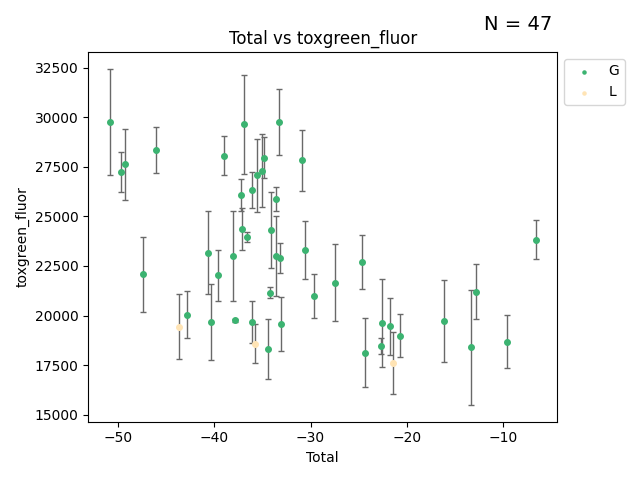 N = 47
Total vs toxgreen_fluor
G
L
32500
30000
27500
25000
22500
20000
17500
15000
toxgreen_fluor
−50
−40
−30
−20
−10
Total